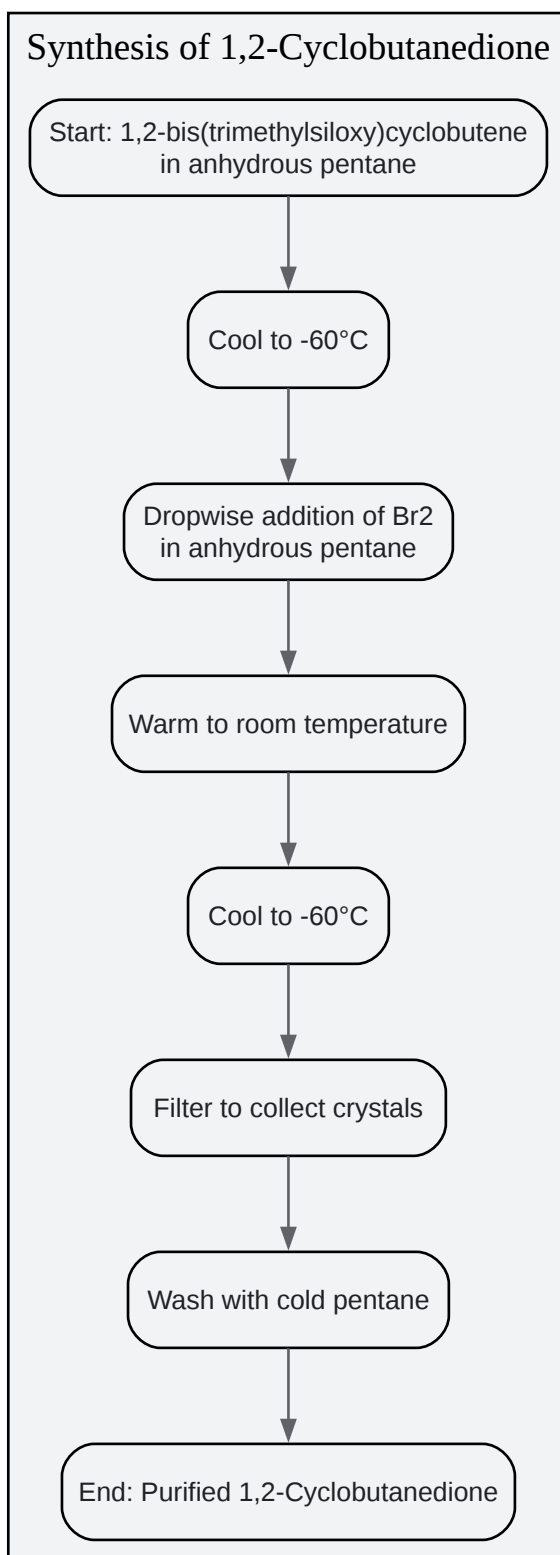 Synthesis of 1,2-Cyclobutanedione
Start: 1,2-bis(trimethylsiloxy)cyclobutene
in anhydrous pentane
Cool to -60°C
Dropwise addition of Br2
in anhydrous pentane
Warm to room temperature
Cool to -60°C
Filter to collect crystals
Wash with cold pentane
End: Purified 1,2-Cyclobutanedione